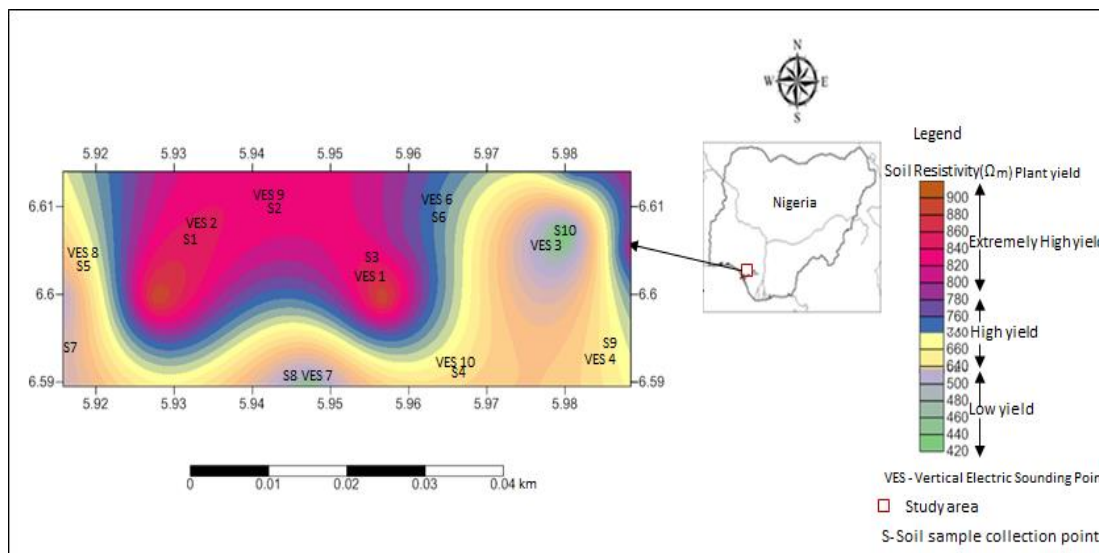 N
W E
S
Legend
Soil Resistivity(Ωm) Plant yield
900
880
860
840
820
800
780
760
660
640
500
480
460
440
420
Extremely High yield
High yield
Low yield
Nigeria
5.92 5.93 5.94 5.95 5.96 5.97 5.98
6.61 6.61
6.6 6.6
6.59 6.59
VES 9
S2
VES 6
S6
VES 2
S1
S10
VES 3
VES 8
S5
S3
VES 1
S7
S9
VES 4
VES 10
S4
S8 VES 7
5.92 5.93 5.94 5.95 5.96 5.97 5.98
0 0.01 0.02 0.03 0.04 km
VES - Vertical Electric Sounding Poin
Study area
S-Soil sample collection point